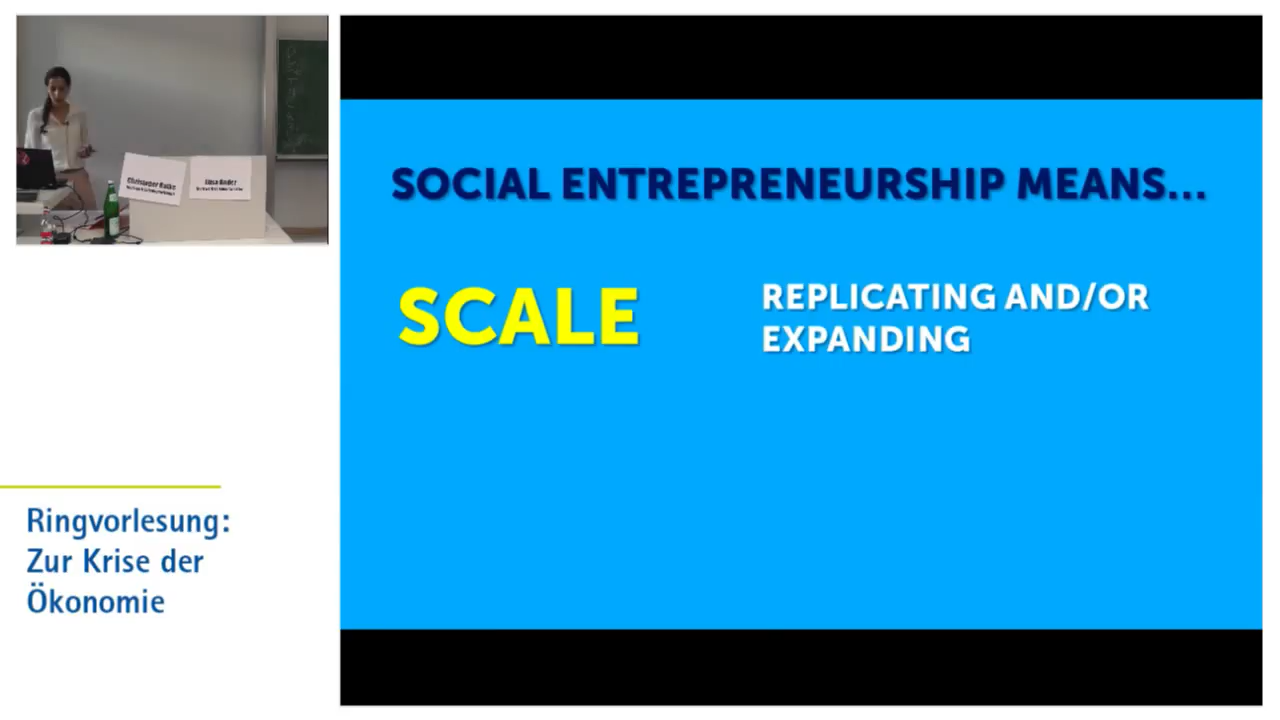 SOCIAL ENTREPRENEURSHIP MEANS...
SCALE
REPLICATING AND/OR
EXPANDING
Ringvorlesung:
Zur Krise der
Ökonomie